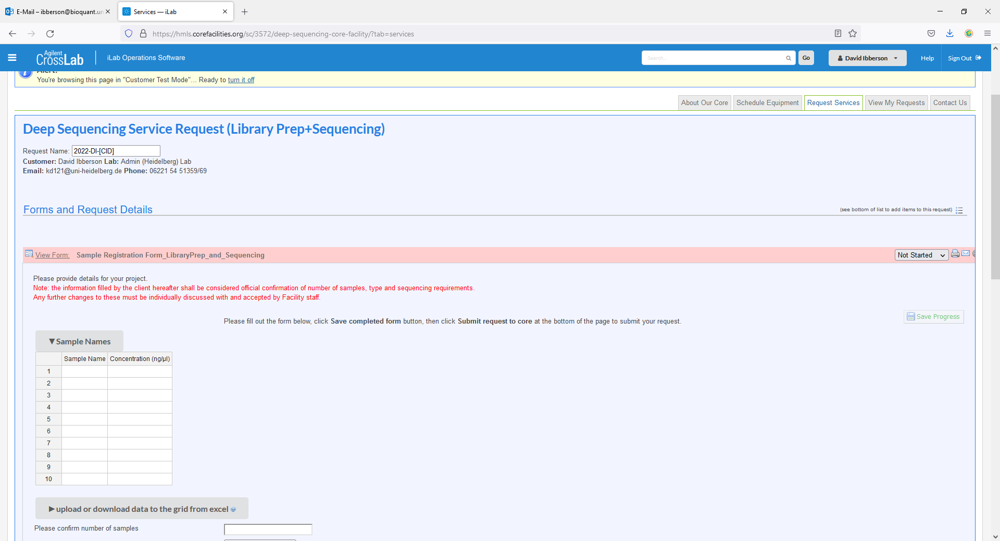 E-Mail – ibberson@bioquant.un
Services — iLab
https://hmls.corefacilities.org/sc/3572/deep-sequencing-core-facility/?tab=services
Agilent
CrossLab
iLab Operations Software
Search...
Go
David Ibberson
Help
Sign Out
Alert:
You're browsing this page in "Customer Test Mode"... Ready to turn it off
About Our Core
Schedule Equipment
Request Services
View My Requests
Contact Us
Deep Sequencing Service Request (Library Prep+Sequencing)
Request Name: 2022-DI-[CID]
Customer: David Ibberson Lab: Admin (Heidelberg) Lab
Email: kd121@uni-heidelberg.de Phone: 06221 54 51359/69
Forms and Request Details
(see bottom of list to add items to this request)
View Form: Sample Registration Form_LibraryPrep_and_Sequencing
Not Started
Please provide details for your project.
Note: the information filled by the client hereafter shall be considered official confirmation of number of samples, type and sequencing requirements.
Any further changes to these must be individually discussed with and accepted by Facility staff.
Save Progress
Please fill out the form below, click Save completed form button, then click Submit request to core at the bottom of the page to submit your request.
▼Sample Names
Sample Name Concentration (ng/µl)
1
2
3
4
5
6
7
8
9
10
▶upload or download data to the grid from excel
Please confirm number of samples